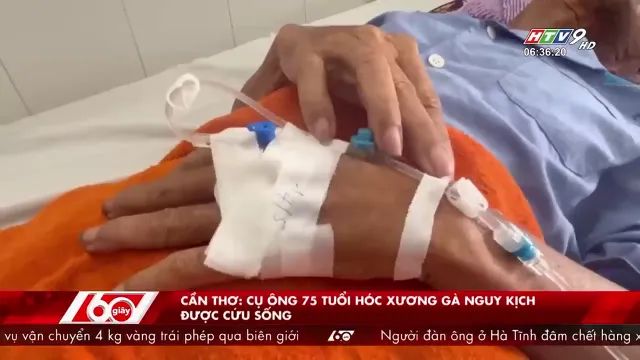 HTV9 HD
06:36:20
60 giây
CẦN THƠ: CỤ ÔNG 75 TUỔI HÓC XƯƠNG GÀ NGUY KỊCH
ĐƯỢC CỨU SỐNG
vụ vận chuyển 4 kg vàng trái phép qua biên giới Người đàn ông ở Hà Tĩnh đâm chết hàng x